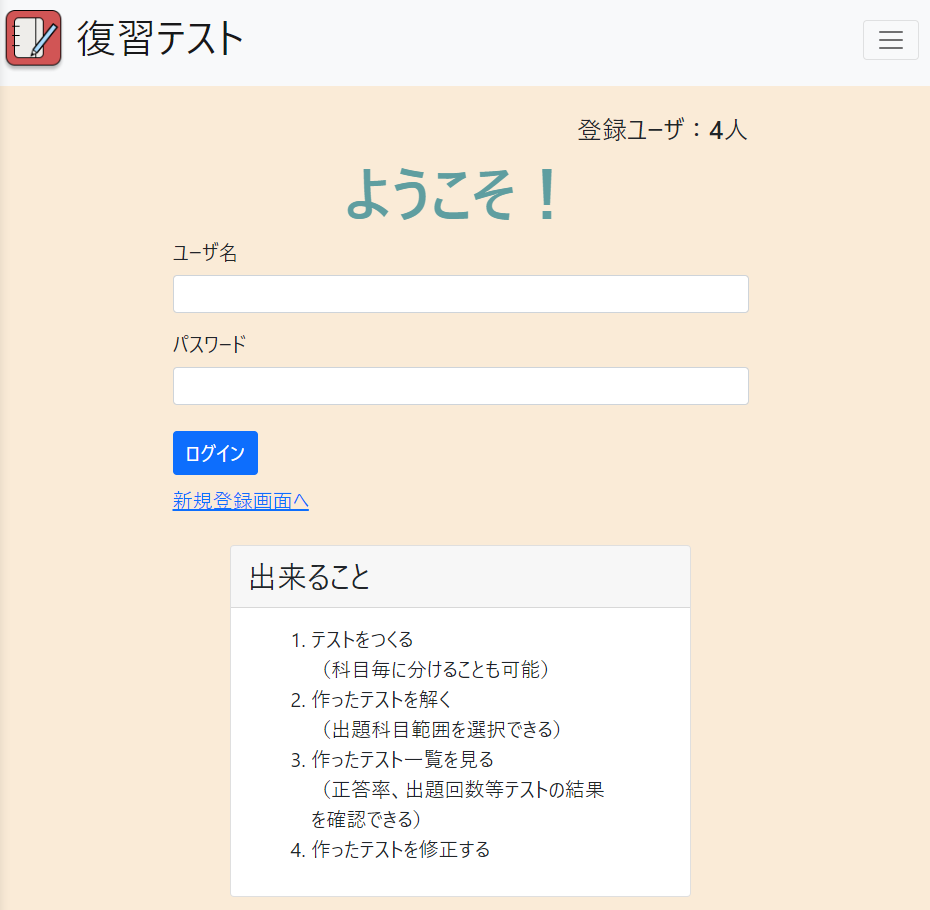 復習テスト
登録ユーザ：4人
ようこそ！
ユーザ名
パスワード
ログイン
新規登録画面へ
出来ること
1. テストをつくる
（科目毎に分けることも可能）
2. 作ったテストを解く
（出題科目範囲を選択できる）
3. 作ったテスト一覧を見る
（正答率、出題回数等テストの結果
を確認できる）
4. 作ったテストを修正する